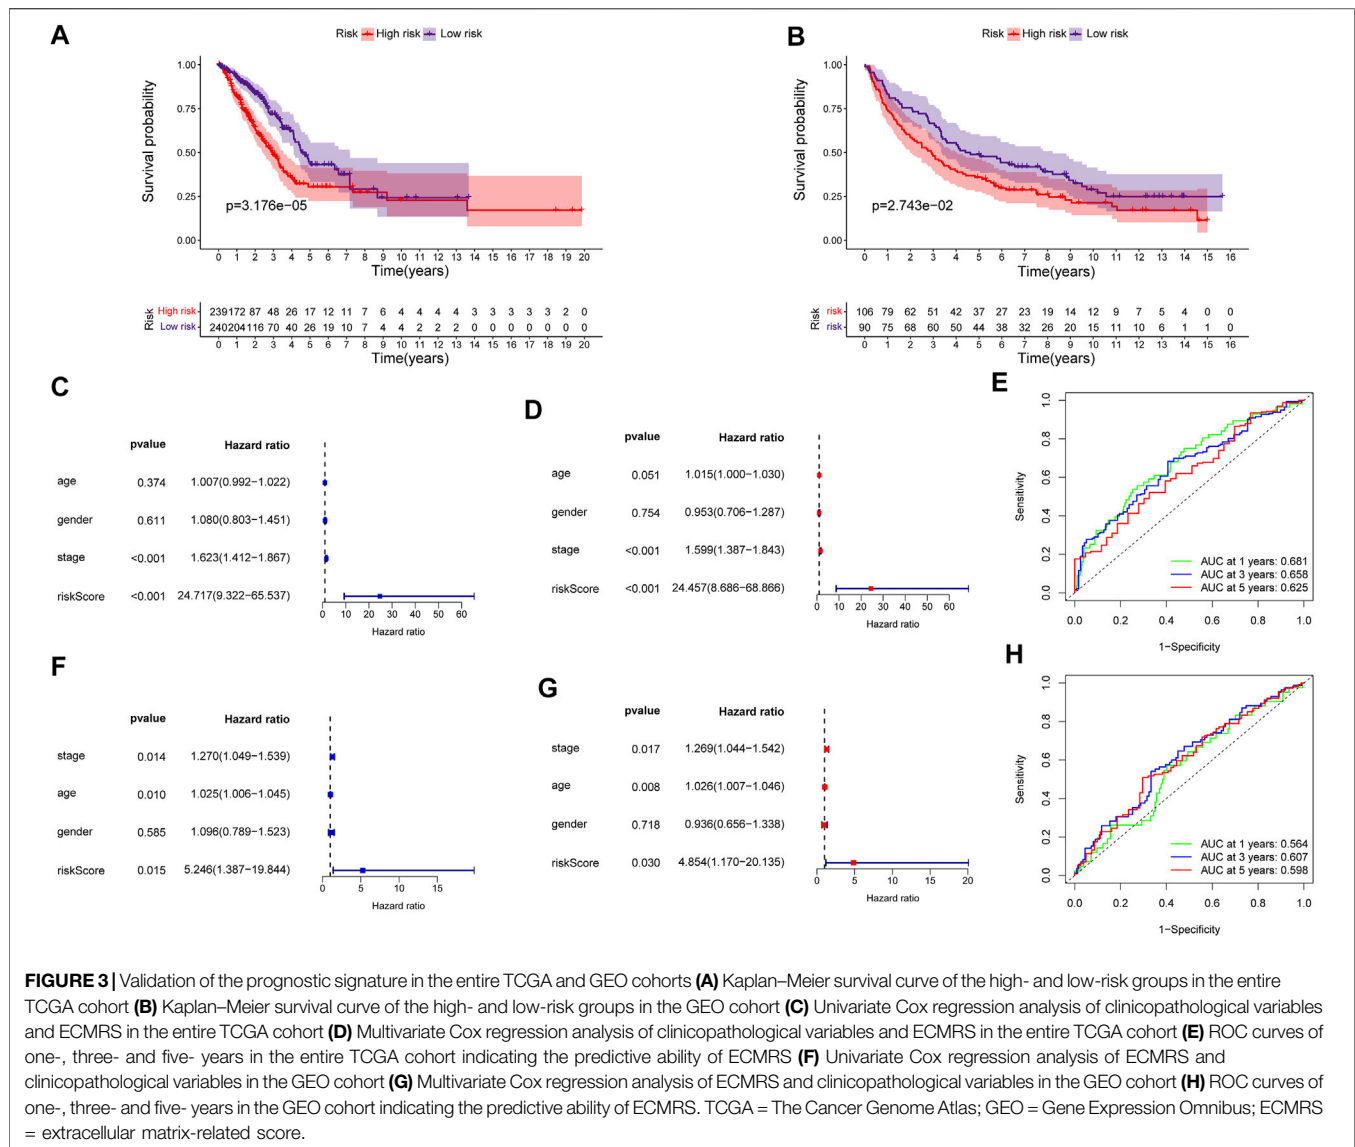 A
Risk High risk Low risk
Survival probability
1.00
0.75
0.50
0.25
0.00
p=3.176e−05
0 1 2 3 4 5 6 7 8 9 10 11 12 13 14 15 16 17 18 19 20
Time(years)
Risk
High risk 239 172 87 48 26 17 12 11 7 6 4 4 4 4 3 3 3 3 3 2 0
Low risk 240 204 116 70 40 26 19 10 7 4 4 2 2 2 0 0 0 0 0 0 0
0 1 2 3 4 5 6 7 8 9 10 11 12 13 14 15 16 17 18 19 20
Time(years)
B
Risk High risk Low risk
Survival probability
1.00
0.75
0.50
0.25
0.00
p=2.743e−02
0 1 2 3 4 5 6 7 8 9 10 11 12 13 14 15 16
Time(years)
Risk
risk 106 79 62 51 42 37 27 23 19 14 12 9 7 5 4 0 0
risk 90 75 68 60 50 44 38 32 26 20 15 11 10 6 1 1 0
0 1 2 3 4 5 6 7 8 9 10 11 12 13 14 15 16
Time(years)
C
pvalue Hazard ratio
age 0.374 1.007(0.992−1.022)
gender 0.611 1.080(0.803−1.451)
stage <0.001 1.623(1.412−1.867)
riskScore <0.001 24.717(9.322−65.537)
0 10 20 30 40 50 60
Hazard ratio
D
pvalue Hazard ratio
age 0.051 1.015(1.000−1.030)
gender 0.754 0.953(0.706−1.287)
stage <0.001 1.599(1.387−1.843)
riskScore <0.001 24.457(8.686−68.866)
0 10 20 30 40 50 60
Hazard ratio
E
Sensitivity
1.0
0.8
0.6
0.4
0.2
0.0
AUC at 1 years: 0.681
AUC at 3 years: 0.658
AUC at 5 years: 0.625
0.0 0.2 0.4 0.6 0.8 1.0
1−Specificity
F
pvalue Hazard ratio
stage 0.014 1.270(1.049−1.539)
age 0.010 1.025(1.006−1.045)
gender 0.585 1.096(0.789−1.523)
riskScore 0.015 5.246(1.387−19.844)
0 5 10 15
Hazard ratio
G
pvalue Hazard ratio
stage 0.017 1.269(1.044−1.542)
age 0.008 1.026(1.007−1.046)
gender 0.718 0.936(0.656−1.338)
riskScore 0.030 4.854(1.170−20.135)
0 5 10 15 20
Hazard ratio
H
Sensitivity
1.0
0.8
0.6
0.4
0.2
0.0
AUC at 1 years: 0.564
AUC at 3 years: 0.607
AUC at 5 years: 0.598
0.0 0.2 0.4 0.6 0.8 1.0
1−Specificity
FIGURE 3 | Validation of the prognostic signature in the entire TCGA and GEO cohorts (A) Kaplan–Meier survival curve of the high- and low-risk groups in the entire
TCGA cohort (B) Kaplan–Meier survival curve of the high- and low-risk groups in the GEO cohort (C) Univariate Cox regression analysis of clinicopathological variables
and ECMRS in the entire TCGA cohort (D) Multivariate Cox regression analysis of clinicopathological variables and ECMRS in the entire TCGA cohort (E) ROC curves of
one-, three- and five- years in the entire TCGA cohort indicating the predictive ability of ECMRS (F) Univariate Cox regression analysis of ECMRS and
clinicopathological variables in the GEO cohort (G) Multivariate Cox regression analysis of ECMRS and clinicopathological variables in the GEO cohort (H) ROC curves of
one-, three- and five- years in the GEO cohort indicating the predictive ability of ECMRS. TCGA = The Cancer Genome Atlas; GEO = Gene Expression Omnibus; ECMRS
= extracellular matrix-related score.